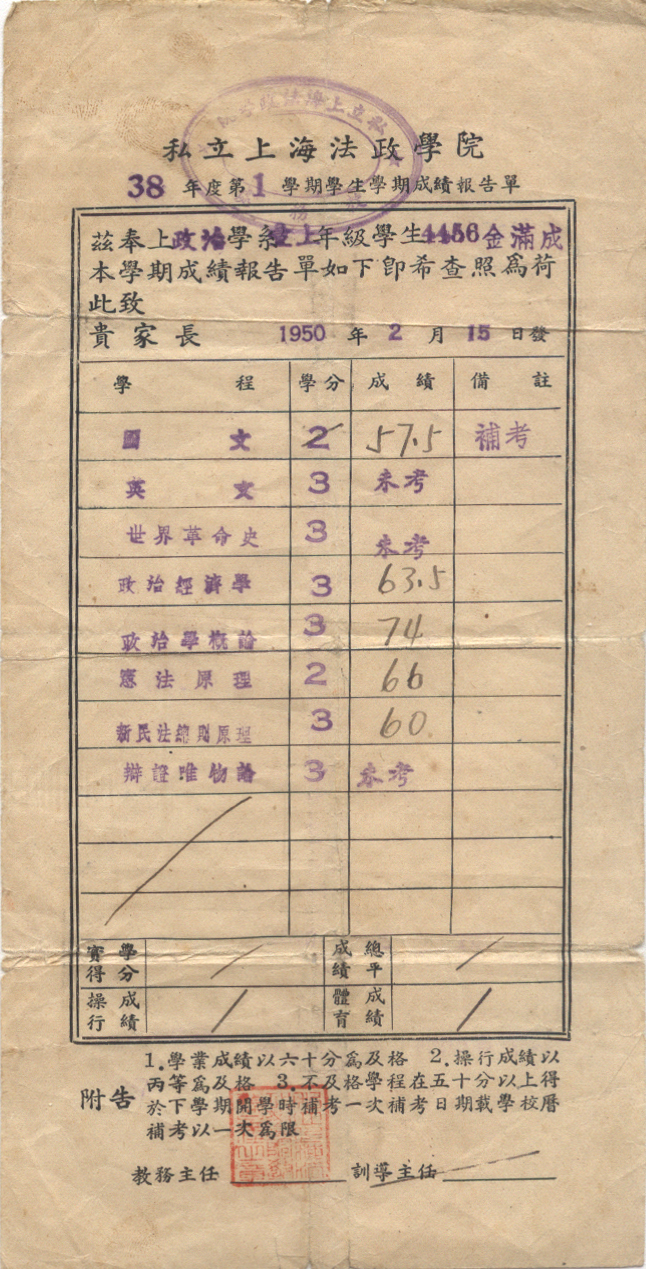 私立上海法政學院
38 年度第1 學期學生學期成績報告單
茲奉上政治學系 上年級學生4456金滿成
本學期成績報告單如下卽希查照爲荷
此致
貴家長 1950 年 2 月 15 日發
學程 學分 成績 備註
國文 2 57.5 補考
英文 3 未考
世界革命史 3 未考
政治經濟學 3 63.5
政治學概論 3 74
憲法原理 2 66
新民法總則原理 3 60
辯證唯物論 3 未考
實得學分 / 總平成績 /
操行成績 / 體育成績 /
附告
1.學業成績以六十分爲及格 2.操行成績以
丙等爲及格 3.不及格學程在五十分以上得
於下學期開學時補考一次補考日期載學校曆
補考以一次爲限
教務主任 訓導主任